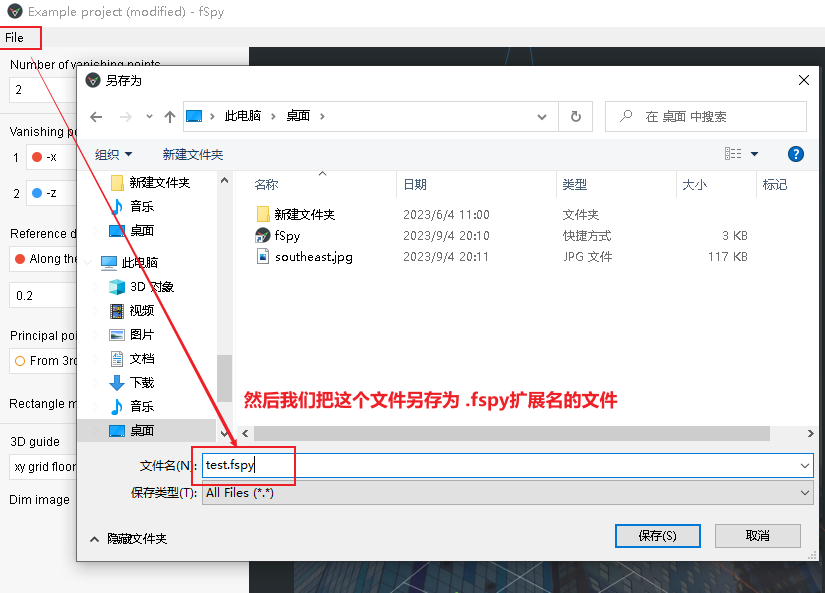 Example project (modified) - fSpy
File
Number of vanishing points
2
Vanishing po
1 -x
2 -z
Reference d
Along the
0.2
Principal poi
From 3rd
Rectangle m
3D guide
xy grid floor
Dim image
另存为
此电脑 桌面
在 桌面 中搜索
组织 新建文件夹
新建文件夹
音乐
桌面
此电脑
3D 对象
视频
图片
文档
下载
音乐
桌面
名称 日期 类型 大小 标记
新建文件夹 2023/6/4 11:00 文件夹
fSpy 2023/9/4 20:10 快捷方式 3 KB
southeast.jpg 2023/9/4 20:11 JPG 文件 117 KB
然后我们把这个文件另存为 .fspy扩展名的文件
文件名(N): test.fspy
保存类型(T): All Files (*.*)
隐藏文件夹
保存(S) 取消